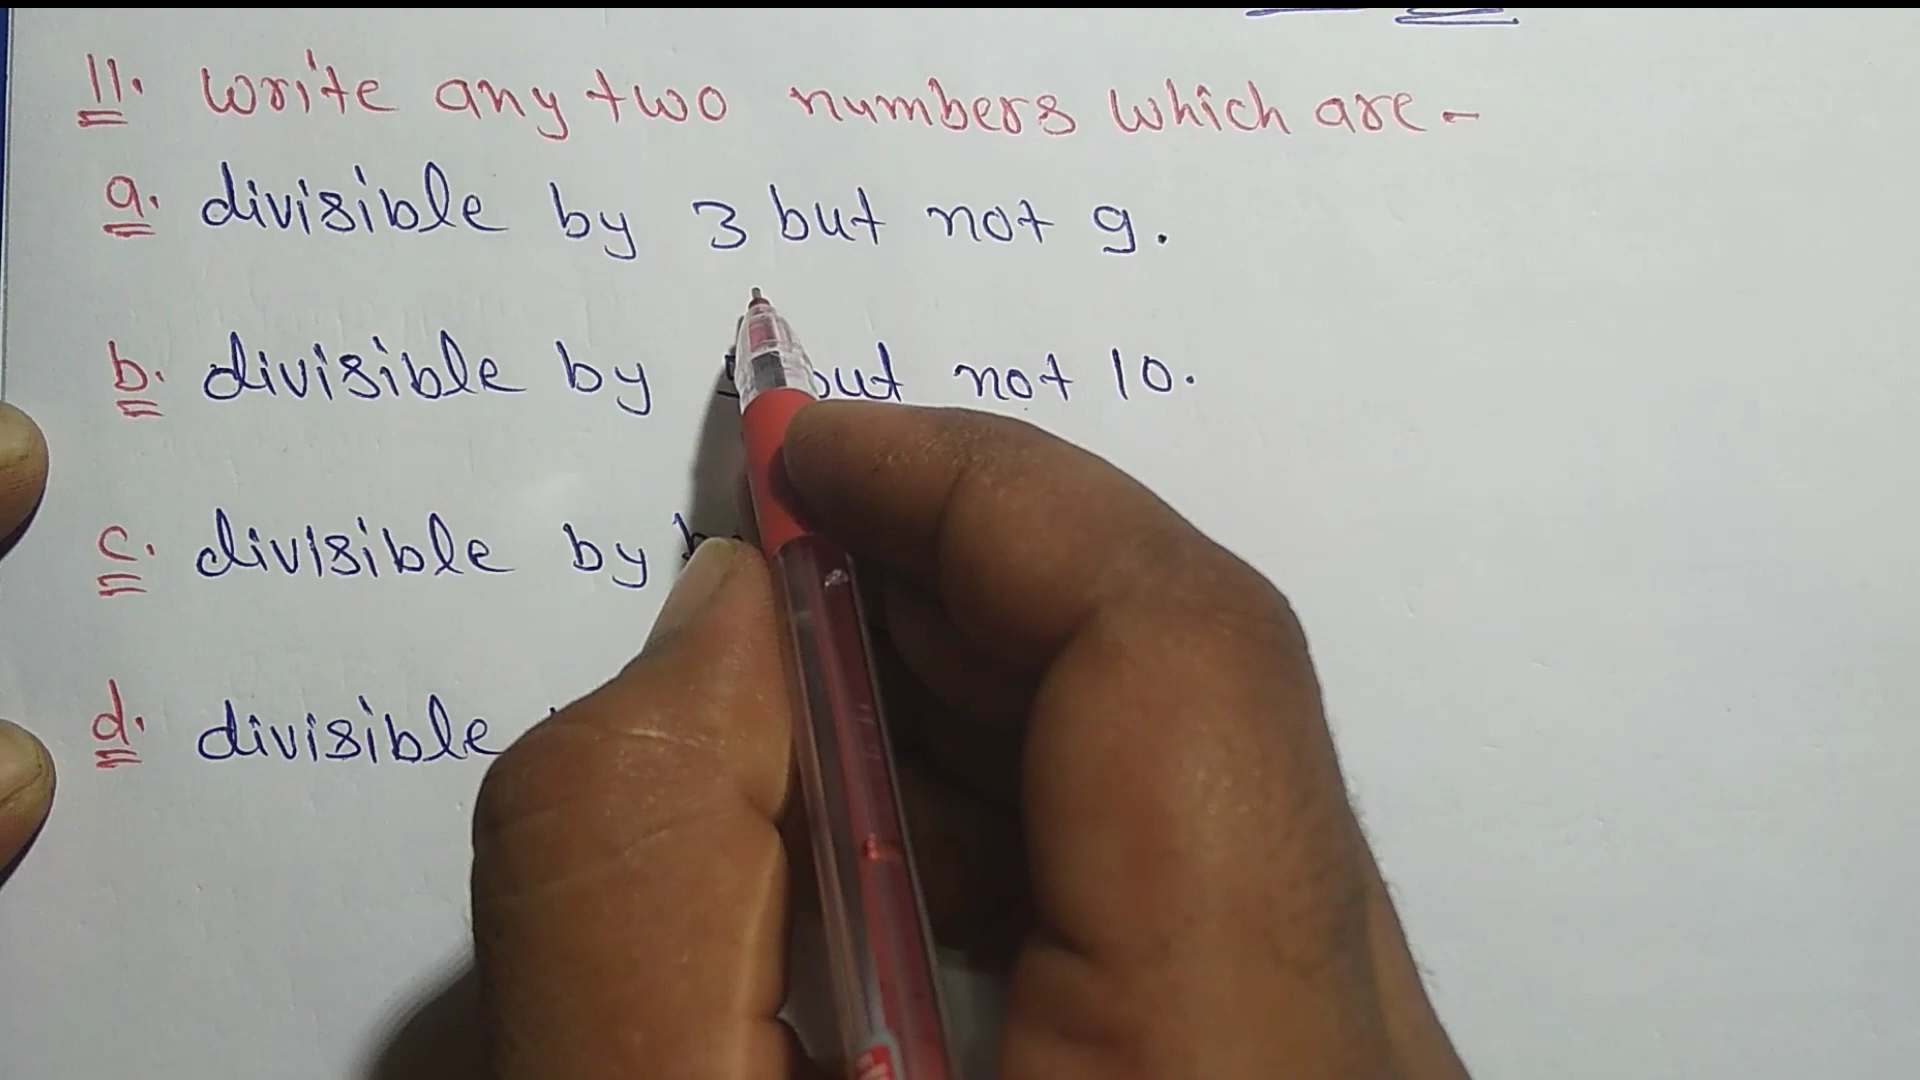 11. Write any two numbers which are-
a. divisible by 3 but not 9.
b. divisible by but not 10.
c. divisible by
d. divisible